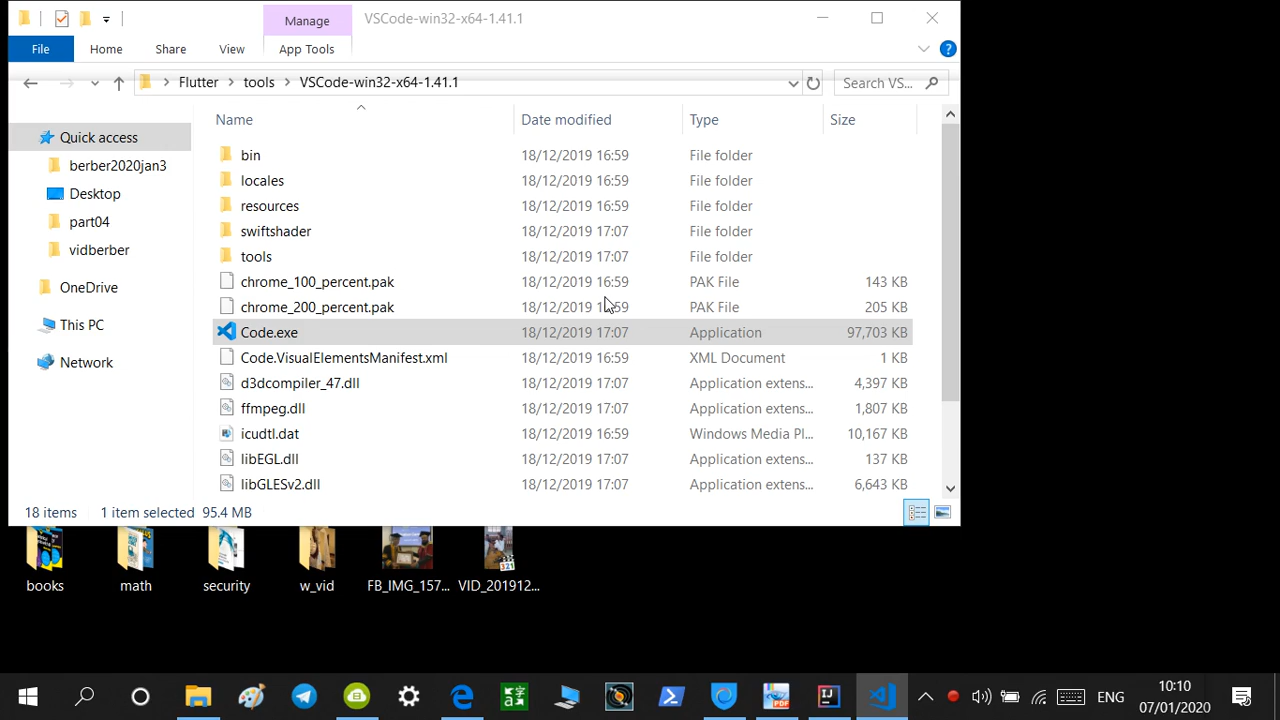 Manage
VSCode-win32-x64-1.41.1
File
Home
Share
View
App Tools
Flutter
tools
VSCode-win32-x64-1.41.1
Search VS...
Name
Date modified
Type
Size
Quick access
berber2020jan3
Desktop
part04
vidberber
OneDrive
This PC
Network
bin 18/12/2019 16:59 File folder
locales 18/12/2019 16:59 File folder
resources 18/12/2019 16:59 File folder
swiftshader 18/12/2019 17:07 File folder
tools 18/12/2019 17:07 File folder
chrome_100_percent.pak 18/12/2019 16:59 PAK File 143 KB
chrome_200_percent.pak 18/12/2019 16:59 PAK File 205 KB
Code.exe 18/12/2019 17:07 Application 97,703 KB
Code.VisualElementsManifest.xml 18/12/2019 16:59 XML Document 1 KB
d3dcompiler_47.dll 18/12/2019 17:07 Application extens... 4,397 KB
ffmpeg.dll 18/12/2019 17:07 Application extens... 1,807 KB
icudtl.dat 18/12/2019 16:59 Windows Media Pl... 10,167 KB
libEGL.dll 18/12/2019 17:07 Application extens... 137 KB
libGLESv2.dll 18/12/2019 17:07 Application extens... 6,643 KB
18 items 1 item selected 95.4 MB
books
math
security
w_vid
FB_IMG_157...
VID_201912...
ENG
10:10
07/01/2020